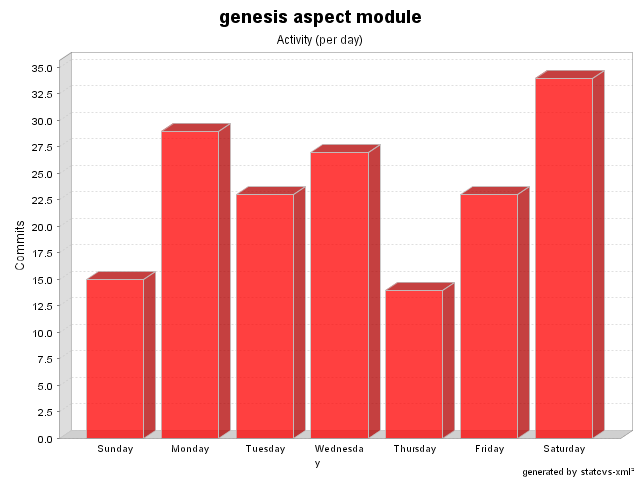 genesis aspect module
Activity (per day)
Commits
35.0
32.5
30.0
27.5
25.0
22.5
20.0
17.5
15.0
12.5
10.0
7.5
5.0
2.5
0.0
Sunday
Monday
Tuesday
Wednesda
y
Thursday
Friday
Saturday
generated by statcvs-xml²